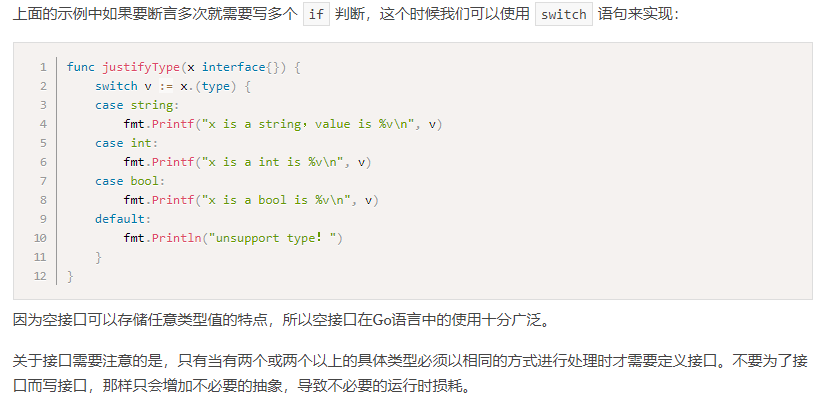 上面的示例中如果要断言多次就需要写多个 if 判断，这个时候我们可以使用 switch 语句来实现：
1 func justifyType(x interface{}) {
2     switch v := x.(type) {
3     case string:
4         fmt.Printf("x is a string，value is %v\n", v)
5     case int:
6         fmt.Printf("x is a int is %v\n", v)
7     case bool:
8         fmt.Printf("x is a bool is %v\n", v)
9     default:
10         fmt.Println("unsupport type！")
11     }
12 }
因为空接口可以存储任意类型值的特点，所以空接口在Go语言中的使用十分广泛。
关于接口需要注意的是，只有当有两个或两个以上的具体类型必须以相同的方式进行处理时才需要定义接口。不要为了接
口而写接口，那样只会增加不必要的抽象，导致不必要的运行时损耗。